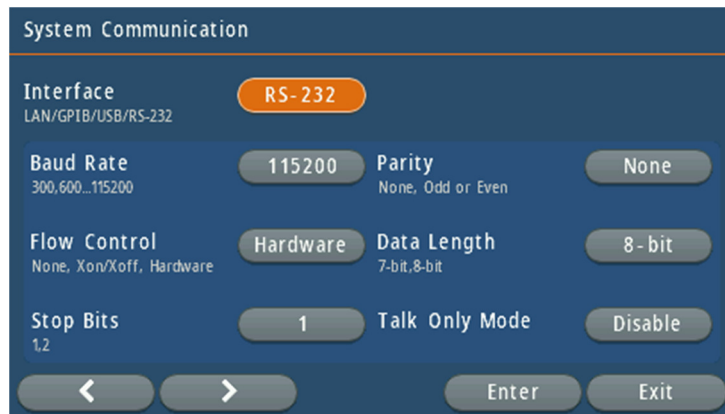 System Communication
Interface
RS-232
LAN/GPIB/USB/RS-232
Baud Rate
115200
Parity
None
300,600...115200
None, Odd or Even
Flow Control
Hardware
Data Length
8-bit
None, Xon/Xoff, Hardware
7-bit,8-bit
Stop Bits
1
Talk Only Mode
Disable
1,2
Enter
Exit